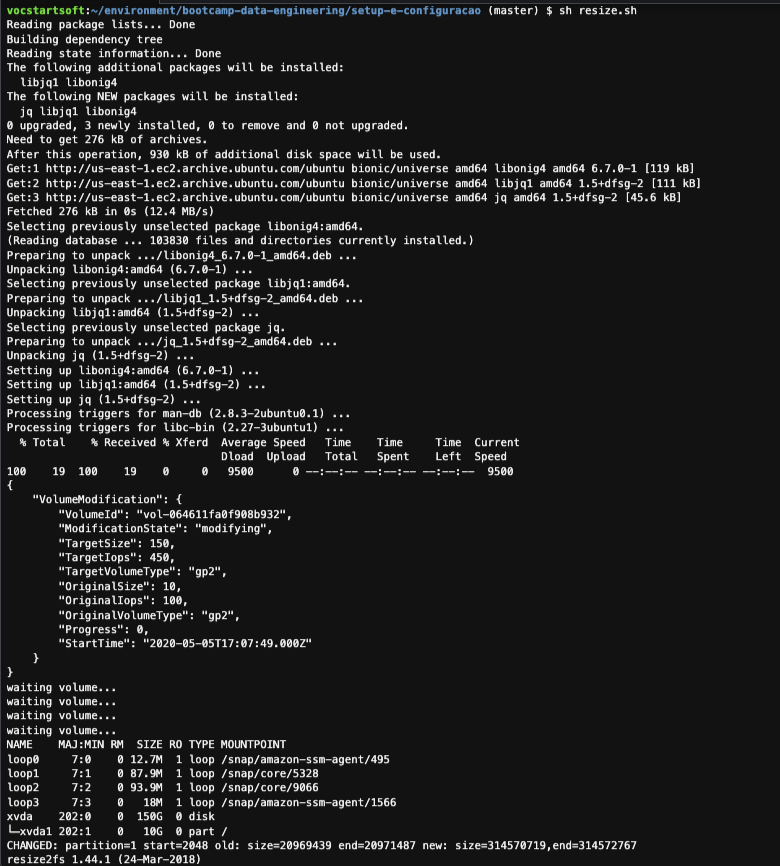 vocstartsoft:~/environment/bootcamp-data-engineering/setup-e-configuracao (master) $ sh resize.sh
Reading package lists... Done
Building dependency tree
Reading state information... Done
The following additional packages will be installed:
  libjq1 libonig4
The following NEW packages will be installed:
  jq libjq1 libonig4
0 upgraded, 3 newly installed, 0 to remove and 0 not upgraded.
Need to get 276 kB of archives.
After this operation, 930 kB of additional disk space will be used.
Get:1 http://us-east-1.ec2.archive.ubuntu.com/ubuntu bionic/universe amd64 libonig4 amd64 6.7.0-1 [119 kB]
Get:2 http://us-east-1.ec2.archive.ubuntu.com/ubuntu bionic/universe amd64 libjq1 amd64 1.5+dfsg-2 [111 kB]
Get:3 http://us-east-1.ec2.archive.ubuntu.com/ubuntu bionic/universe amd64 jq amd64 1.5+dfsg-2 [45.6 kB]
Fetched 276 kB in 0s (12.4 MB/s)
Selecting previously unselected package libonig4:amd64.
(Reading database ... 103830 files and directories currently installed.)
Preparing to unpack .../libonig4_6.7.0-1_amd64.deb ...
Unpacking libonig4:amd64 (6.7.0-1) ...
Selecting previously unselected package libjq1:amd64.
Preparing to unpack .../libjq1_1.5+dfsg-2_amd64.deb ...
Unpacking libjq1:amd64 (1.5+dfsg-2) ...
Selecting previously unselected package jq.
Preparing to unpack .../jq_1.5+dfsg-2_amd64.deb ...
Unpacking jq (1.5+dfsg-2) ...
Setting up libonig4:amd64 (6.7.0-1) ...
Setting up libjq1:amd64 (1.5+dfsg-2) ...
Setting up jq (1.5+dfsg-2) ...
Processing triggers for man-db (2.8.3-2ubuntu0.1) ...
Processing triggers for libc-bin (2.27-3ubuntu1) ...
  % Total    % Received % Xferd  Average Speed   Time    Time     Time  Current
                                 Dload  Upload   Total   Spent    Left  Speed
100    19  100    19    0     0   9500      0 --:--:-- --:--:-- --:--:--  9500
{
    "VolumeModification": {
        "VolumeId": "vol-064611fa0f908b932",
        "ModificationState": "modifying",
        "TargetSize": 150,
        "TargetIops": 450,
        "TargetVolumeType": "gp2",
        "OriginalSize": 10,
        "OriginalIops": 100,
        "OriginalVolumeType": "gp2",
        "Progress": 0,
        "StartTime": "2020-05-05T17:07:49.000Z"
    }
}
waiting volume...
waiting volume...
waiting volume...
waiting volume...
NAME    MAJ:MIN RM  SIZE RO TYPE MOUNTPOINT
loop0     7:0    0 12.7M  1 loop /snap/amazon-ssm-agent/495
loop1     7:1    0 87.9M  1 loop /snap/core/5328
loop2     7:2    0 93.9M  1 loop /snap/core/9066
loop3     7:3    0   18M  1 loop /snap/amazon-ssm-agent/1566
xvda    202:0    0  150G  0 disk
└─xvda1 202:1    0   10G  0 part /
CHANGED: partition=1 start=2048 old: size=20969439 end=20971487 new: size=314570719,end=314572767
resize2fs 1.44.1 (24-Mar-2018)